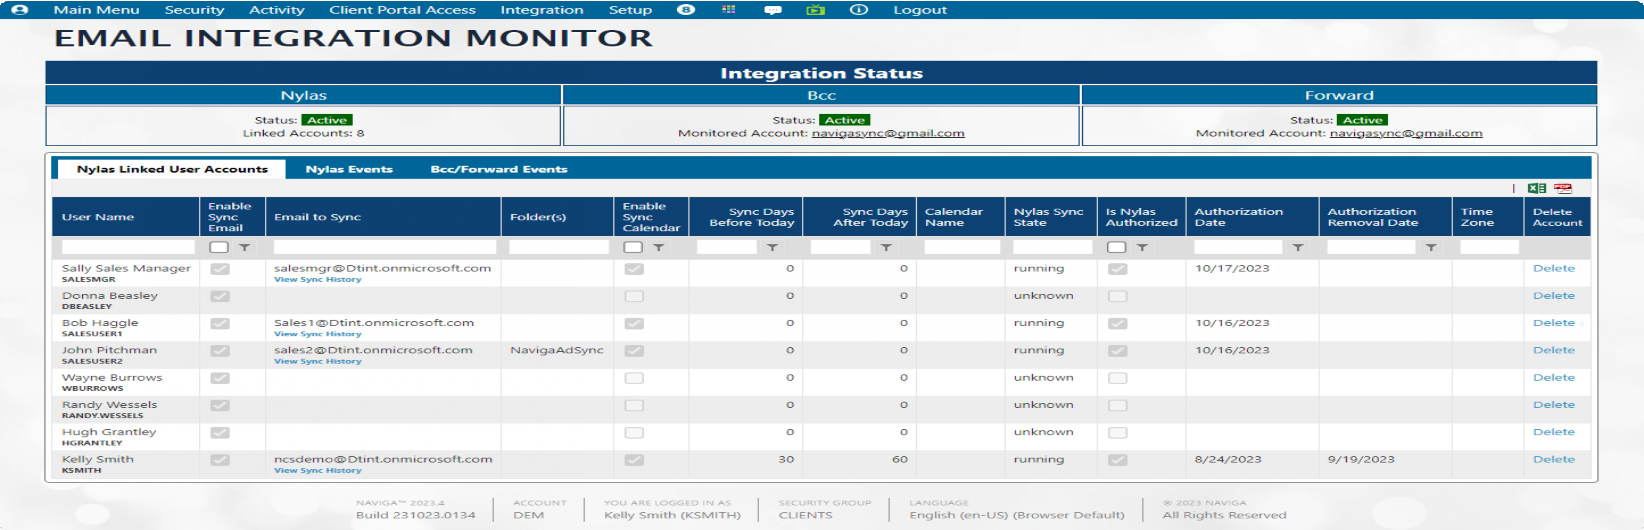 Main Menu Security Activity Client Portal Access Integration Setup 8 Logout
EMAIL INTEGRATION MONITOR
Integration Status
Nylas Bcc Forward
Status: Active Status: Active Status: Active
Linked Accounts: 8 Monitored Account: navigasync@gmail.com Monitored Account: navigasync@gmail.com
Nylas Linked User Accounts Nylas Events Bcc/Forward Events
User Name Enable Sync Email Email to Sync Folder(s) Enable Sync Calendar Sync Days Before Today Sync Days After Today Calendar Name Nylas Sync State Is Nylas Authorized Authorization Date Authorization Removal Date Time Zone Delete Account
Sally Sales Manager salesmgr@Dtint.onmicrosoft.com 0 0 running 10/17/2023 Delete
SALESMGR View Sync History
Donna Beasley 0 0 unknown Delete
DBEASLEY
Bob Haggle Sales1@Dtint.onmicrosoft.com 0 0 running 10/16/2023 Delete
SALESUSER1 View Sync History
John Pitchman sales2@Dtint.onmicrosoft.com NavigaAdSync 0 0 running 10/16/2023 Delete
SALESUSER2 View Sync History
Wayne Burrows 0 0 unknown Delete
WBURROWS
Randy Wessels 0 0 unknown Delete
RANDY.WESSELS
Hugh Grantley 0 0 unknown Delete
HGRANTLEY
Kelly Smith ncsdemo@Dtint.onmicrosoft.com 30 60 running 8/24/2023 9/19/2023 Delete
KSMITH View Sync History
NAVIGA™ 2023.4 ACCOUNT YOU ARE LOGGED IN AS SECURITY GROUP LANGUAGE © 2023 NAVIGA
Build 231023.0134 DEM Kelly Smith (KSMITH) CLIENTS English (en-US) (Browser Default) All Rights Reserved